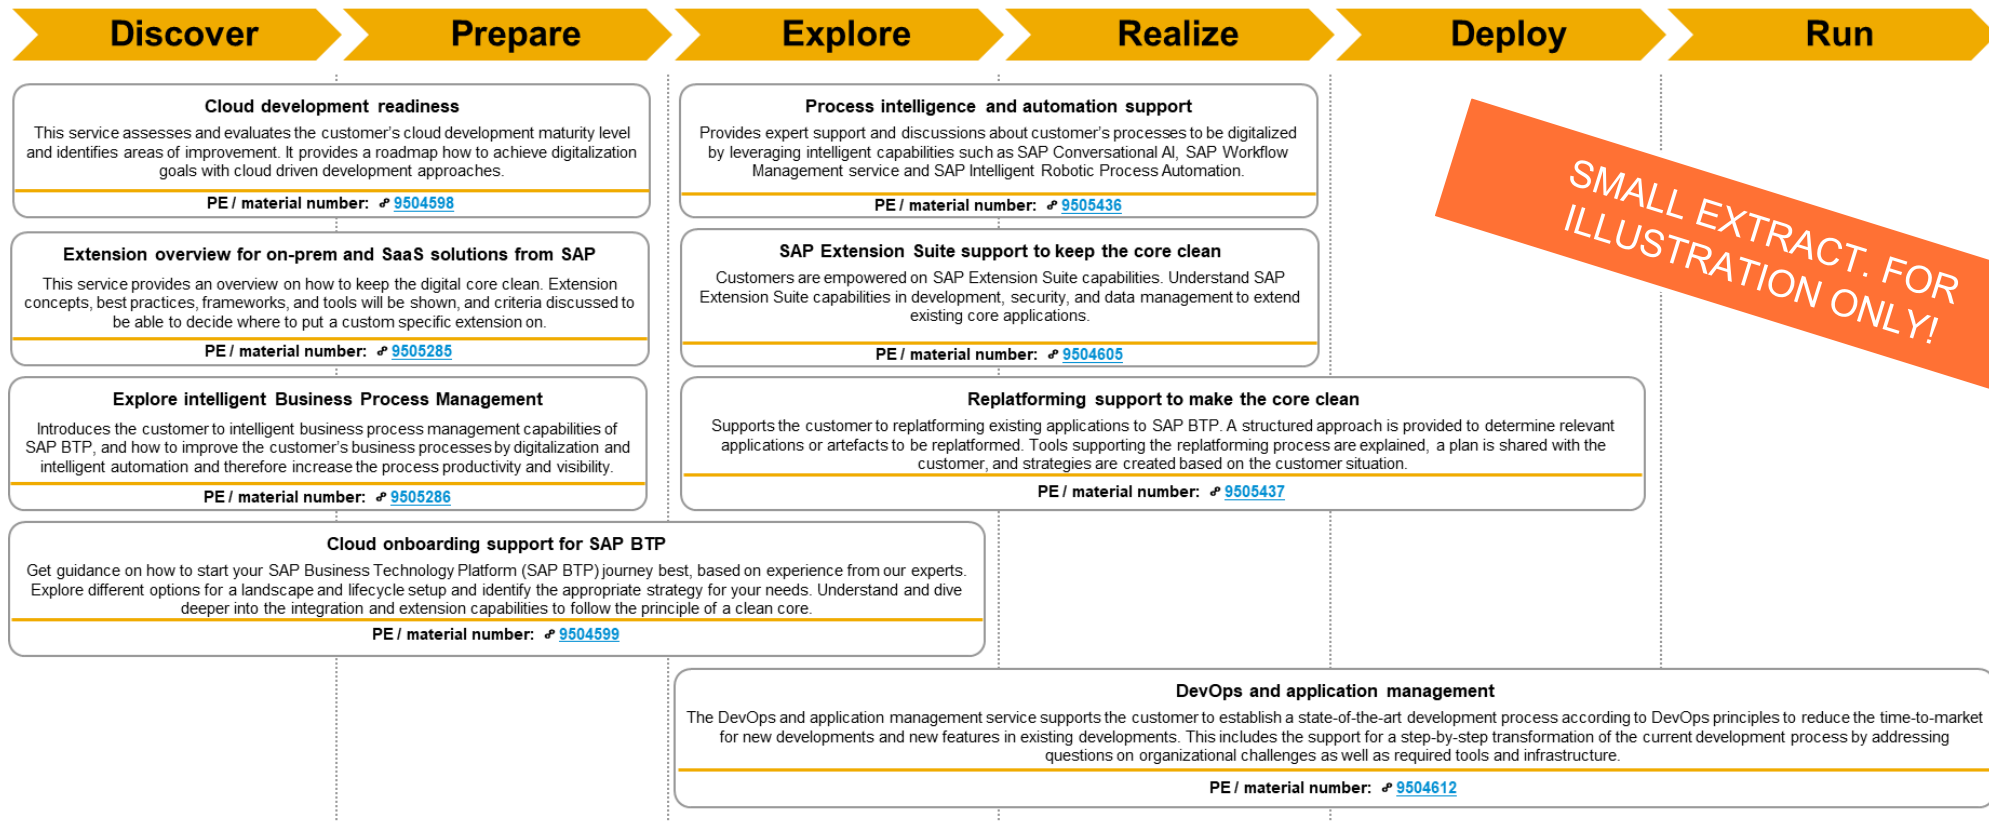 Discover
Prepare
Explore
Realize
Deploy
Run
Cloud development readiness
This service assesses and evaluates the customer's cloud development maturity level
and identifies areas of improvement. It provides a roadmap how to achieve digitalization
goals with cloud driven development approaches.
PE / material number: 9504598
Extension overview for on-prem and SaaS solutions from SAP
This service provides an overview on how to keep the digital core clean. Extension
concepts, best practices, frameworks, and tools will be shown, and criteria discussed to
be able to decide where to put a custom specific extension on.
PE / material number: 9505285
Explore intelligent Business Process Management
Introduces the customer to intelligent business process management capabilities of
SAP BTP, and how to improve the customer's business processes by digitalization and
intelligent automation and therefore increase the process productivity and visibility.
PE / material number: 9505286
Cloud onboarding support for SAP BTP
Get guidance on how to start your SAP Business Technology Platform (SAP BTP) journey best, based on experience from our experts.
Explore different options for a landscape and lifecycle setup and identify the appropriate strategy for your needs. Understand and dive
deeper into the integration and extension capabilities to follow the principle of a clean core.
PE / material number: 9504599
Process intelligence and automation support
Provides expert support and discussions about customer's processes to be digitalized
by leveraging intelligent capabilities such as SAP Conversational AI, SAP Workflow
Management service and SAP Intelligent Robotic Process Automation.
PE / material number: 9505436
SAP Extension Suite support to keep the core clean
Customers are empowered on SAP Extension Suite capabilities. Understand SAP
Extension Suite capabilities in development, security, and data management to extend
existing core applications.
PE / material number: 9504605
Replatforming support to make the core clean
Supports the customer to replatforming existing applications to SAP BTP. A structured approach is provided to determine relevant
applications or artefacts to be replatformed. Tools supporting the replatforming process are explained, a plan is shared with the
customer, and strategies are created based on the customer situation.
PE / material number: 9505437
DevOps and application management
The DevOps and application management service supports the customer to establish a state-of-the-art development process according to DevOps principles to reduce the time-to-market
for new developments and new features in existing developments. This includes the support for a step-by-step transformation of the current development process by addressing
questions on organizational challenges as well as required tools and infrastructure.
PE / material number: 9504612
SMALL EXTRACT. FOR
ILLUSTRATION ONLY!